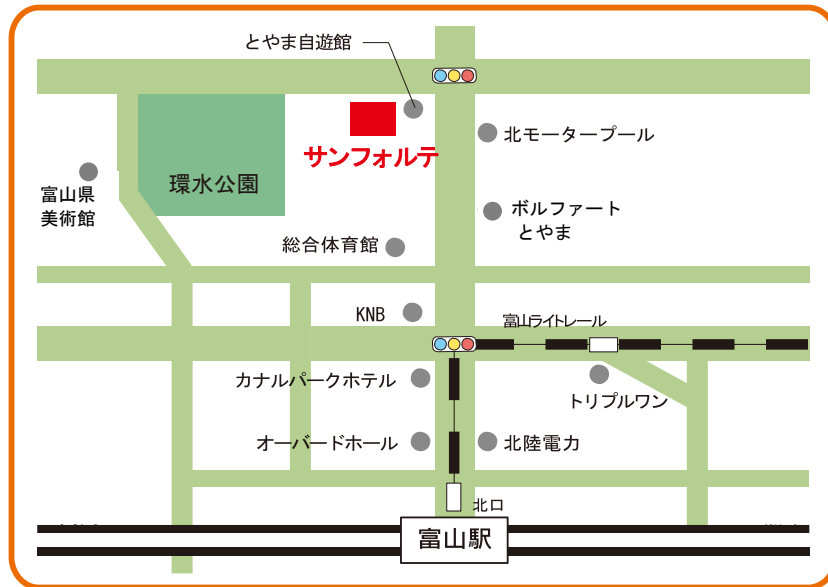 とやま自遊館
サンフォルテ
北モータープール
環水公園
富山県
美術館
ボルファート
とやま
総合体育館
KNB
富山ライトレール
カナルパークホテル
トリプルワン
オーバードホール
北陸電力
北口
富山駅